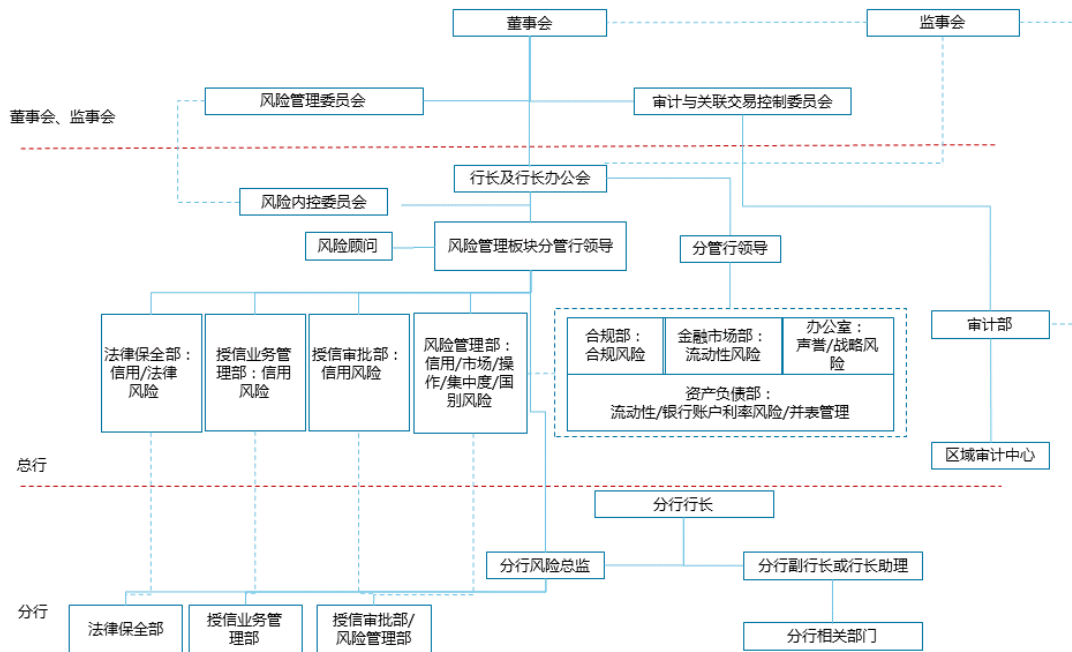 董事会
监事会
风险管理委员会
审计与关联交易控制委员会
董事会、监事会
行长及行长办公会
风险内控委员会
风险顾问
风险管理板块分管行领导
分管行领导
法律保全部：
信用/法律
风险
授信业务管
理部：信用
风险
授信审批部：
信用风险
风险管理部：
信用/市场/操
作/集中度/国
别风险
合规部：
合规风险
金融市场部：
流动性风险
办公室：
声誉/战略风
险
资产负债部：
流动性/银行账户利率风险/并表管理
审计部
区域审计中心
总行
分行行长
分行风险总监
分行副行长或行长助理
分行
法律保全部
授信业务管
理部
授信审批部/
风险管理部
分行相关部门